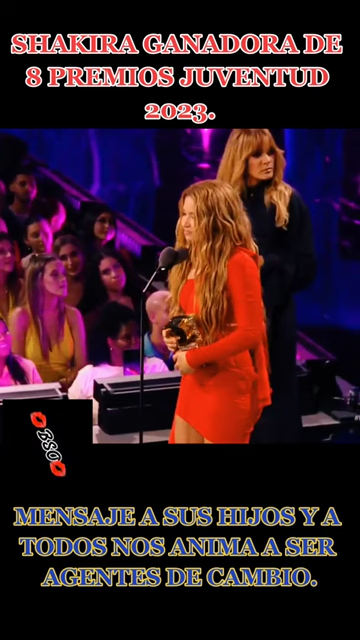 SHAKIRA GANADORA DE
8 PREMIOS JUVENTUD
2023.
BSO
MENSAJE A SUS HIJOS Y A
TODOS NOS ANIMA A SER
AGENTES DE CAMBIO.